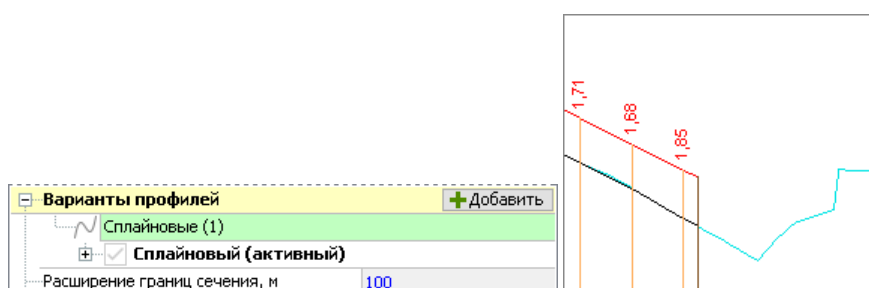 Варианты профилей
Добавить
Сплайновые (1)
Сплайновый (активный)
Расширение границ сечения, м
100
1,71
1,68
1,85